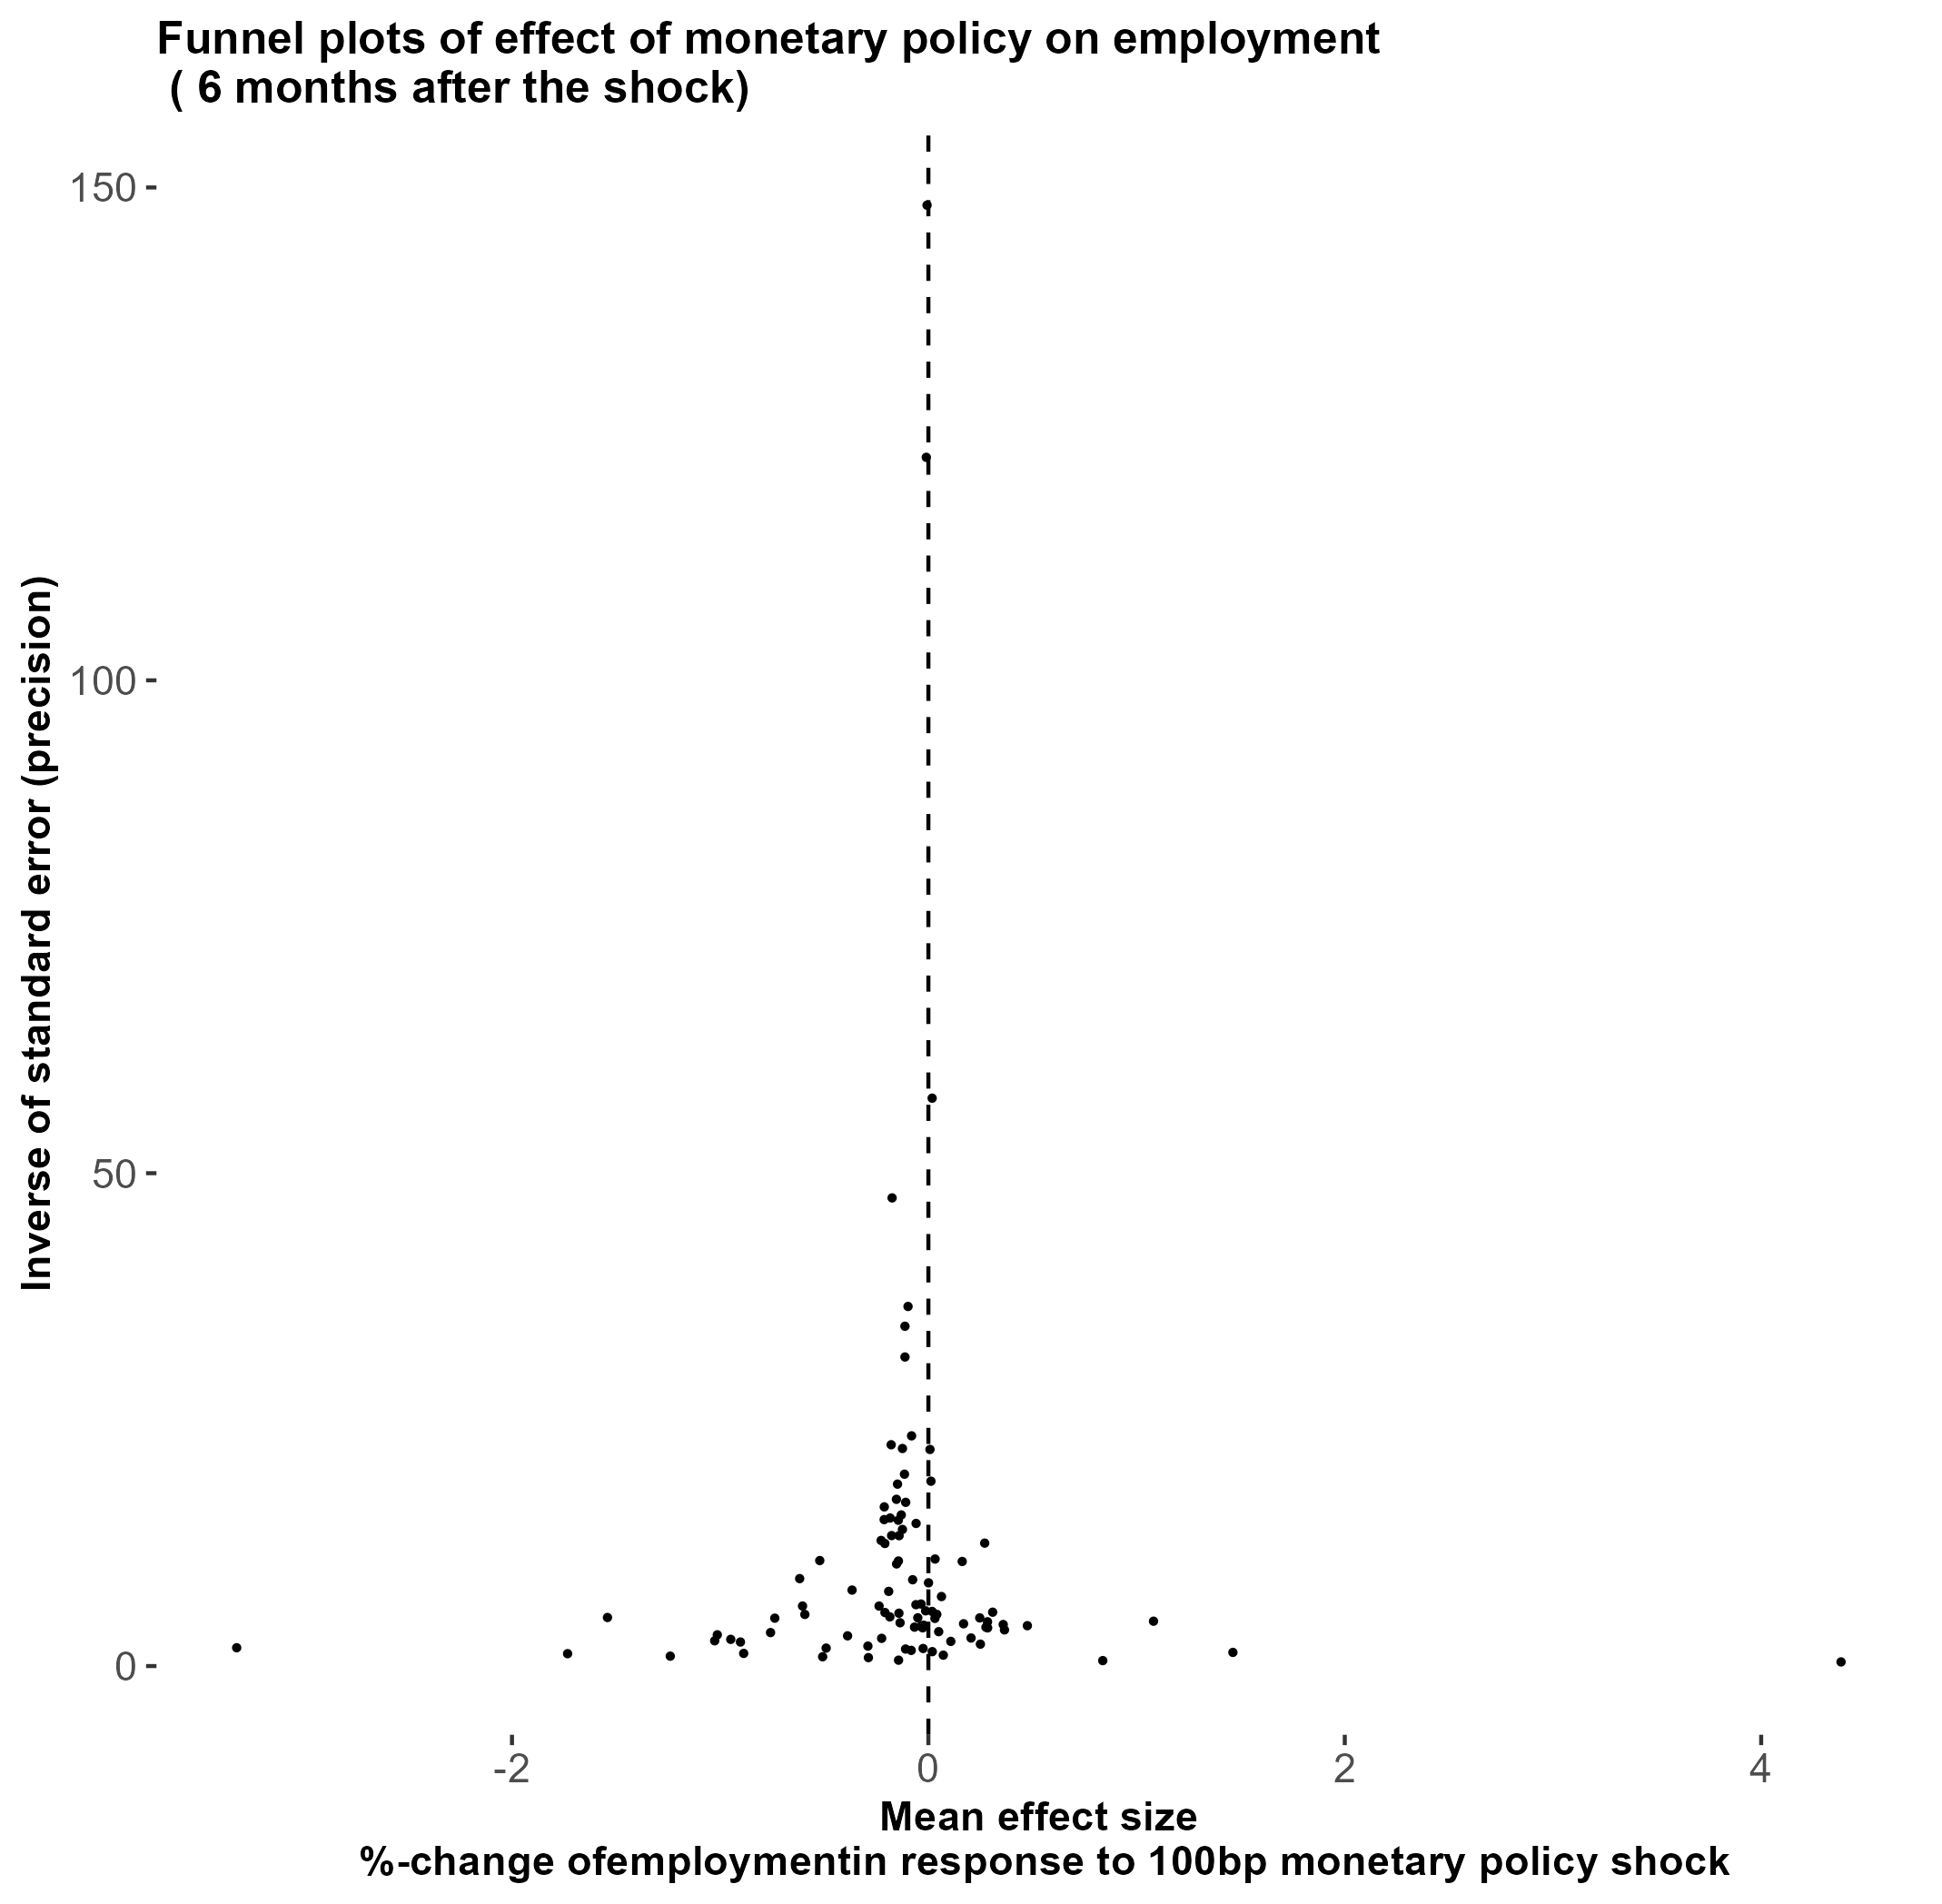 Funnel plots of effect of monetary policy on employment
( 6 months after the shock)
150
100
50
0
Inverse of standard error (precision)
-2
0
2
4
Mean effect size
%-change ofemploymentin response to 100bp monetary policy shock